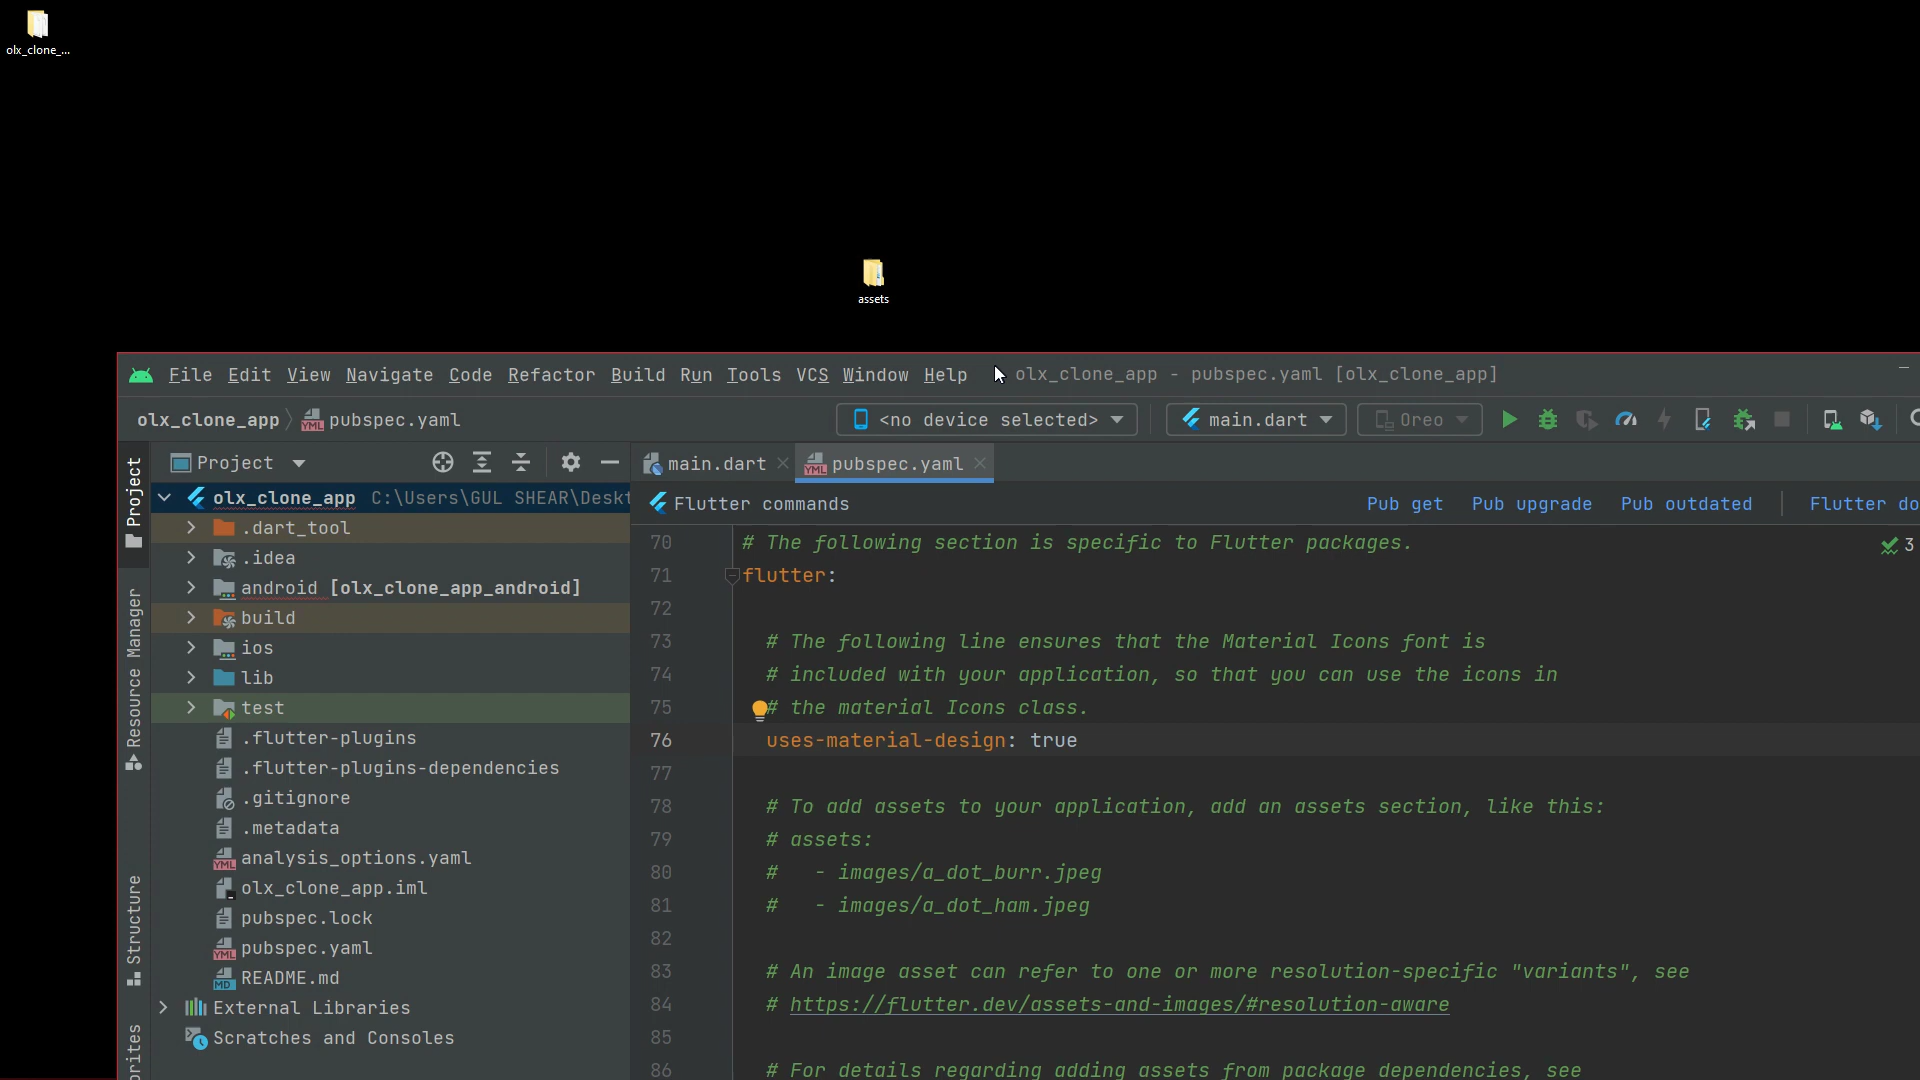 olx_clone_...
assets
File Edit View Navigate Code Refactor Build Run Tools VCS Window Help olx_clone_app - pubspec.yaml [olx_clone_app]
olx_clone_app pubspec.yaml <no device selected> main.dart Oreo
Project
Project
main.dart
pubspec.yaml
olx_clone_app C:\Users\GUL SHEAR\Deskt
Flutter commands Pub get Pub upgrade Pub outdated Flutter do
.dart_tool
.idea
android [olx_clone_app_android]
build
ios
lib
test
.flutter-plugins
.flutter-plugins-dependencies
.gitignore
.metadata
analysis_options.yaml
olx_clone_app.iml
pubspec.lock
pubspec.yaml
README.md
External Libraries
Scratches and Consoles
Resource Manager
Structure
orites
70 # The following section is specific to Flutter packages.
3
71 flutter:
72
73 # The following line ensures that the Material Icons font is
74 # included with your application, so that you can use the icons in
75 # the material Icons class.
76 uses-material-design: true
77
78 # To add assets to your application, add an assets section, like this:
79 # assets:
80 #   - images/a_dot_burr.jpeg
81 #   - images/a_dot_ham.jpeg
82
83 # An image asset can refer to one or more resolution-specific "variants", see
84 # https://flutter.dev/assets-and-images/#resolution-aware
85
86 # For details regarding adding assets from package dependencies, see